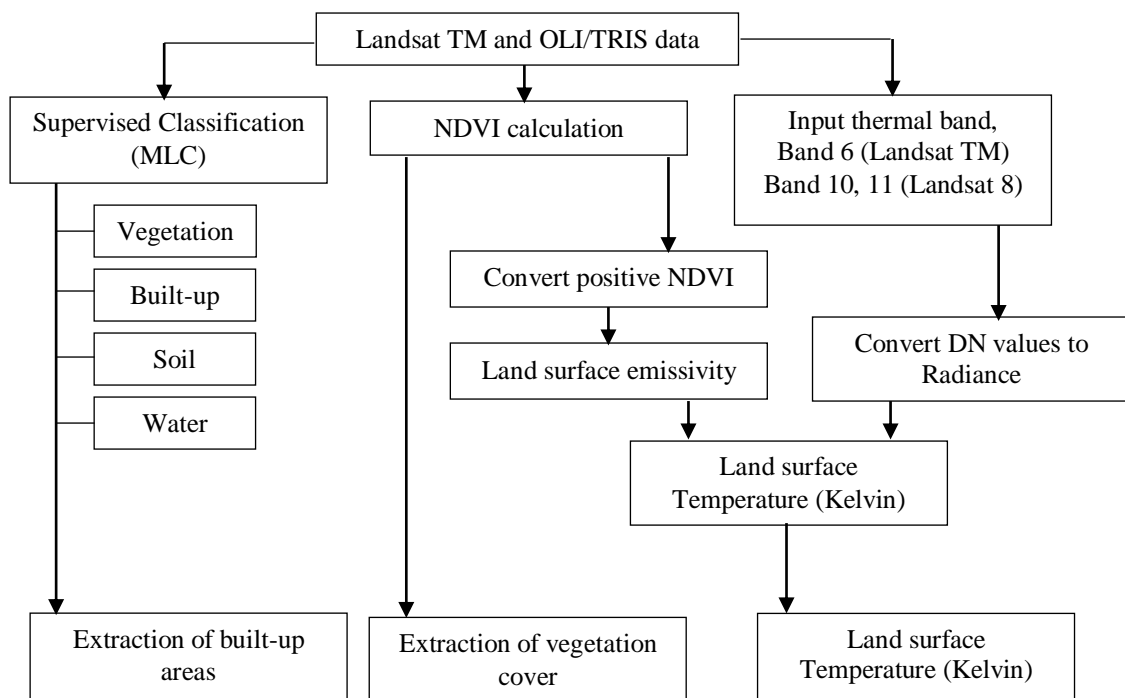 Landsat TM and OLI/TRIS data
Supervised Classification
(MLC)
NDVI calculation
Input thermal band,
Band 6 (Landsat TM)
Band 10, 11 (Landsat 8)
Vegetation
Built-up
Soil
Water
Convert positive NDVI
Land surface emissivity
Convert DN values to
Radiance
Land surface
Temperature (Kelvin)
Extraction of built-up
areas
Extraction of vegetation
cover
Land surface
Temperature (Kelvin)